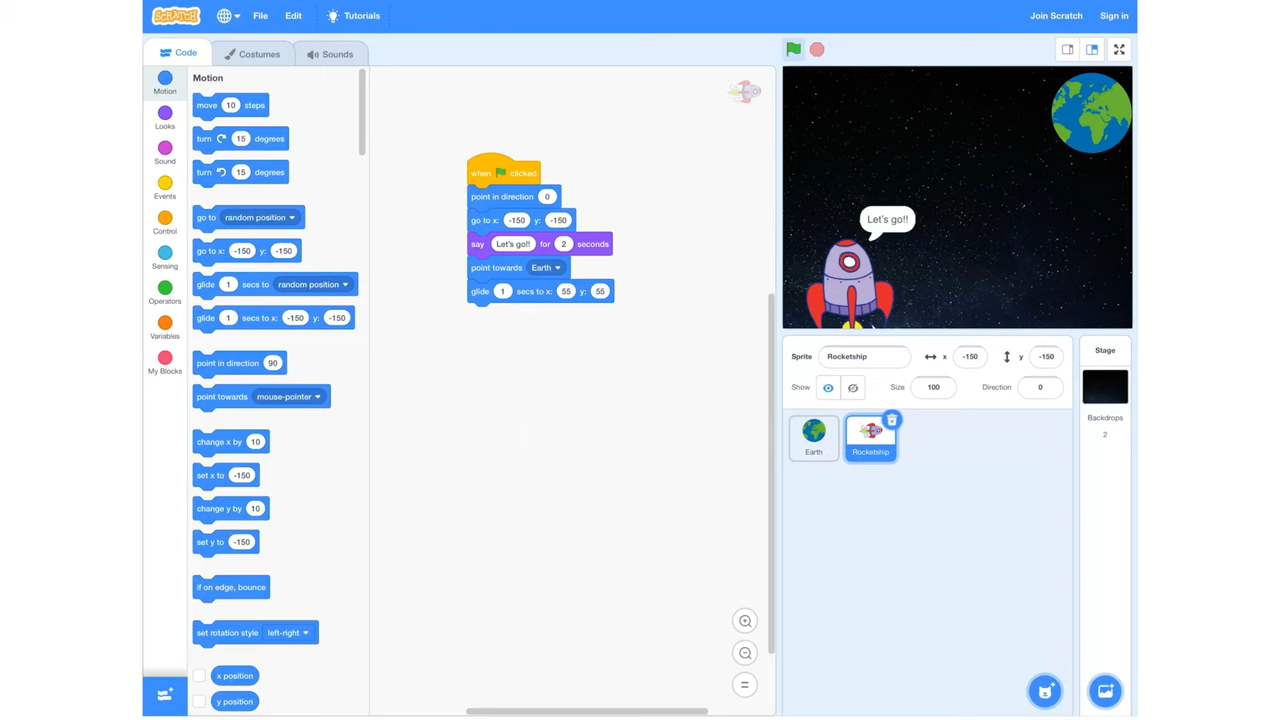 SCRATCH File Edit Tutorials Join Scratch Sign in
Code Costumes Sounds
Motion
Looks
Sound
Events
Control
Sensing
Operators
Variables
My Blocks
Motion
move 10 steps
turn 15 degrees
turn 15 degrees
go to random position
go to x: -150 y: -150
glide 1 secs to random position
glide 1 secs to x: -150 y: -150
point in direction 90
point towards mouse-pointer
change x by 10
set x to -150
change y by 10
set y to -150
if on edge, bounce
set rotation style left-right
x position
y position
when clicked
point in direction 0
go to x: -150 y: -150
say Let's go!! for 2 seconds
point towards Earth
glide 1 secs to x: 55 y: 55
Let's go!!
Sprite Rocketship x -150 y -150
Show Size 100 Direction 0
Earth
Rocketship
Stage
Backdrops
2